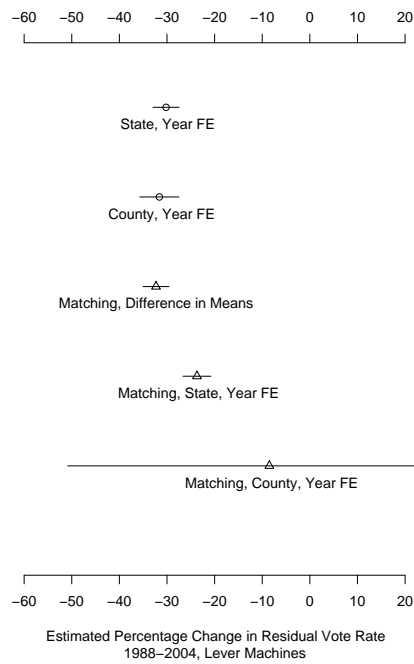 −60 −50 −40 −30 −20 −10 0 10 20
State, Year FE
County, Year FE
Matching, Difference in Means
Matching, State, Year FE
Matching, County, Year FE
−60 −50 −40 −30 −20 −10 0 10 20
Estimated Percentage Change in Residual Vote Rate
1988−2004, Lever Machines